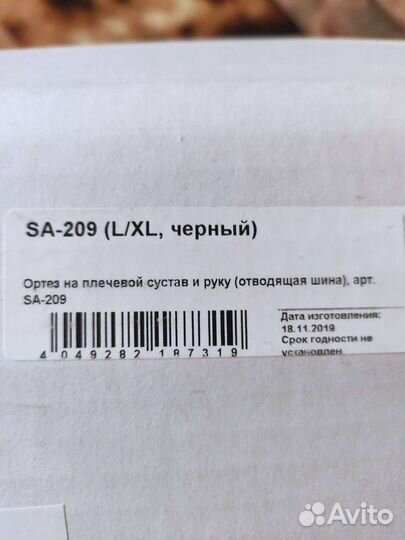 SA-209 (L/XL, черный)
Ортез на плечевой сустав и руку (отводящая шина), арт.
SA-209
Дата изготовления:
18.11.2019
Срок годности не
установлен
4 049282 187319
Avito